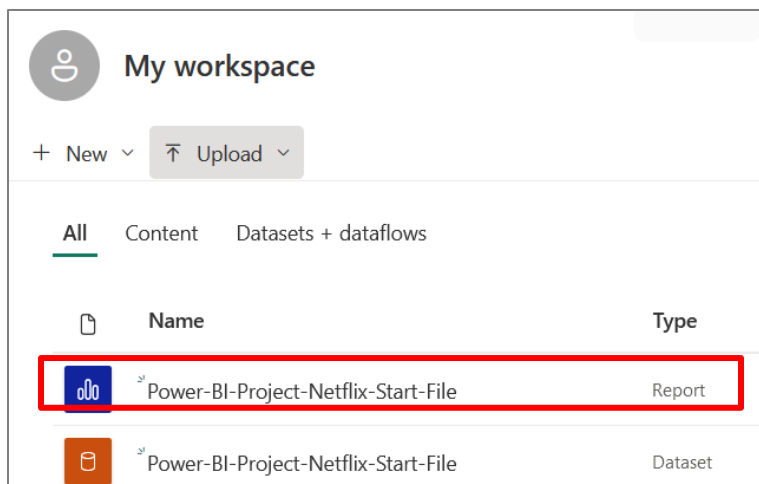 My workspace
+ New Upload
All Content Datasets + dataflows
Name Type
Power-BI-Project-Netflix-Start-File Report
Power-BI-Project-Netflix-Start-File Dataset